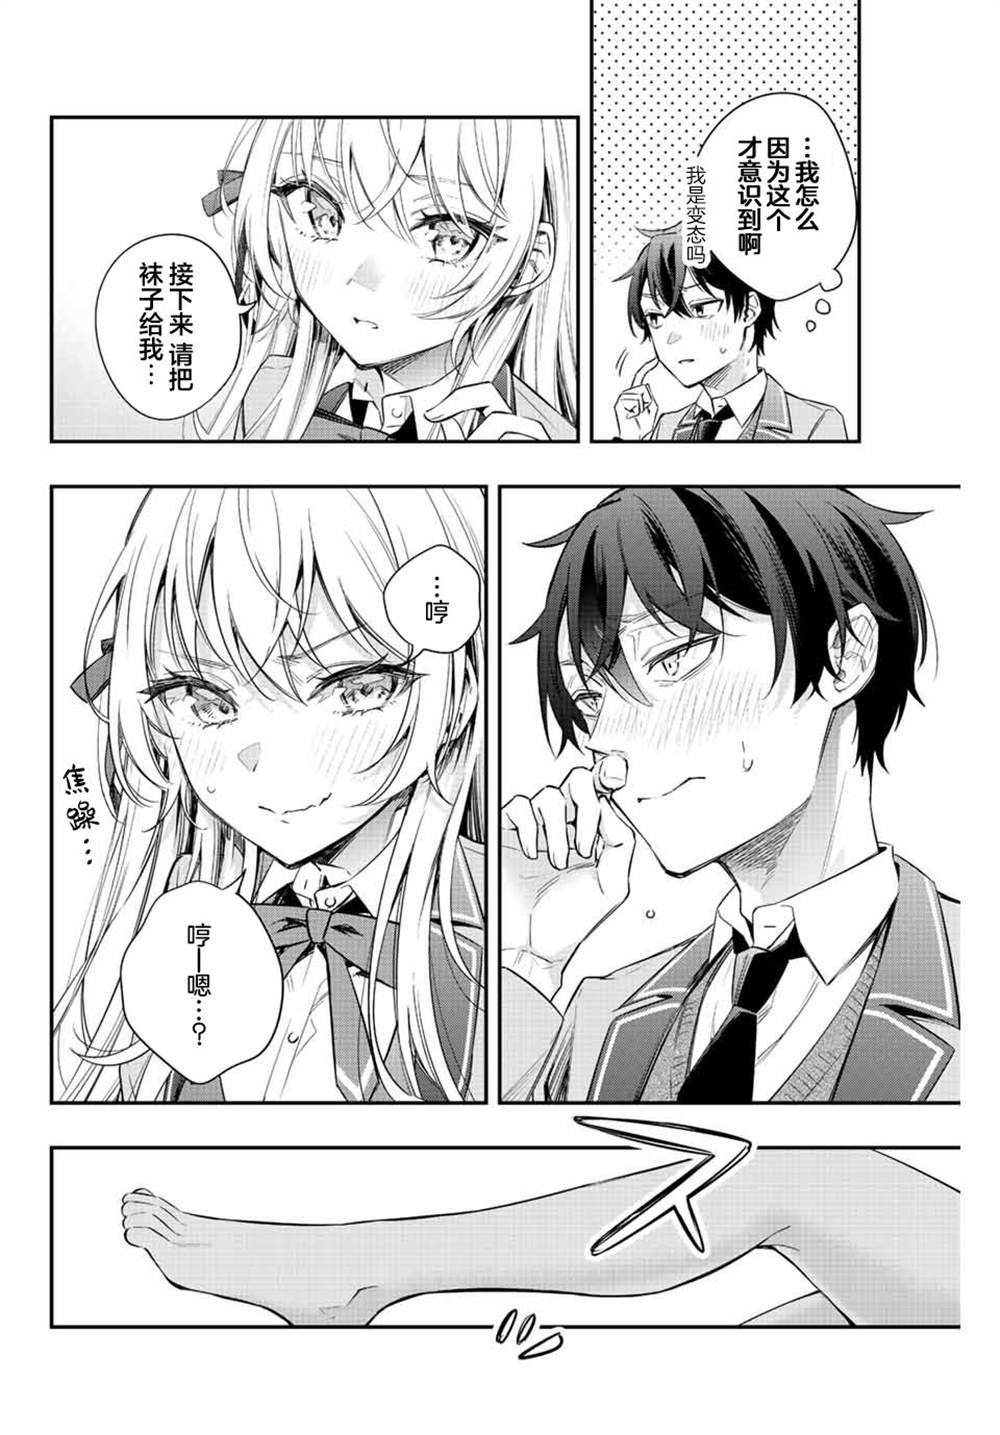 …我怎么
因为这个
才意识到啊
我是变态吗
接下来 请把
袜子给我…
…哼
焦躁…
哼—嗯…?